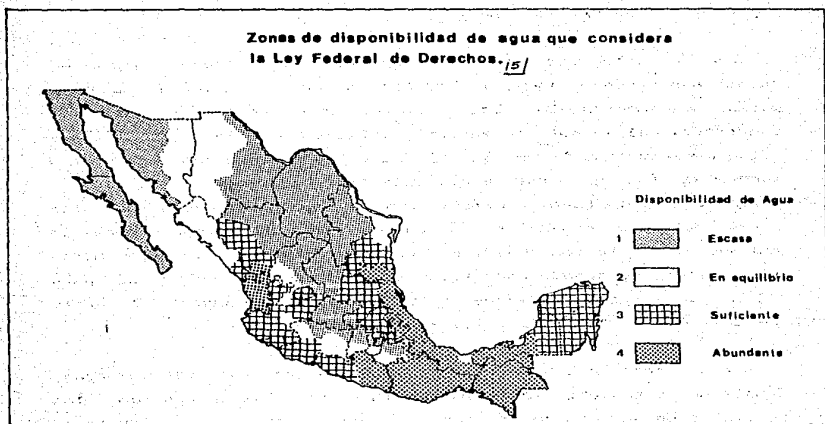 Zonas de disponibilidad de agua que considera
la Ley Federal de Derechos. 15/
Disponibilidad de Agua
1 Escasa
2 En equilibrio
3 Suficiente
4 Abundante